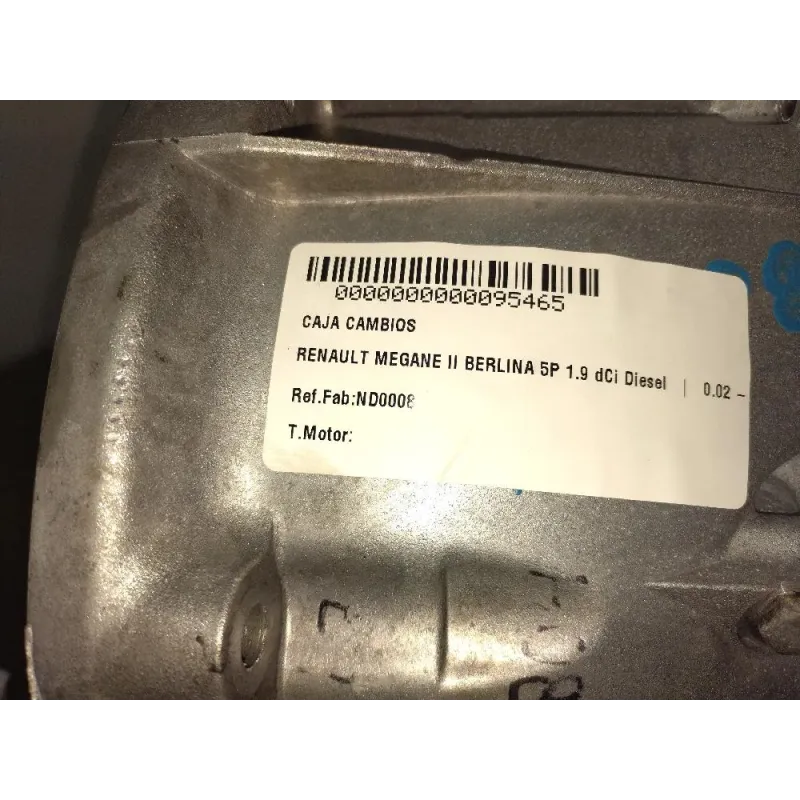 0000000000095465
CAJA CAMBIOS
RENAULT MEGANE II BERLINA 5P 1.9 dCi Diesel | 0.02 -
Ref.Fab:ND0008
T.Motor: